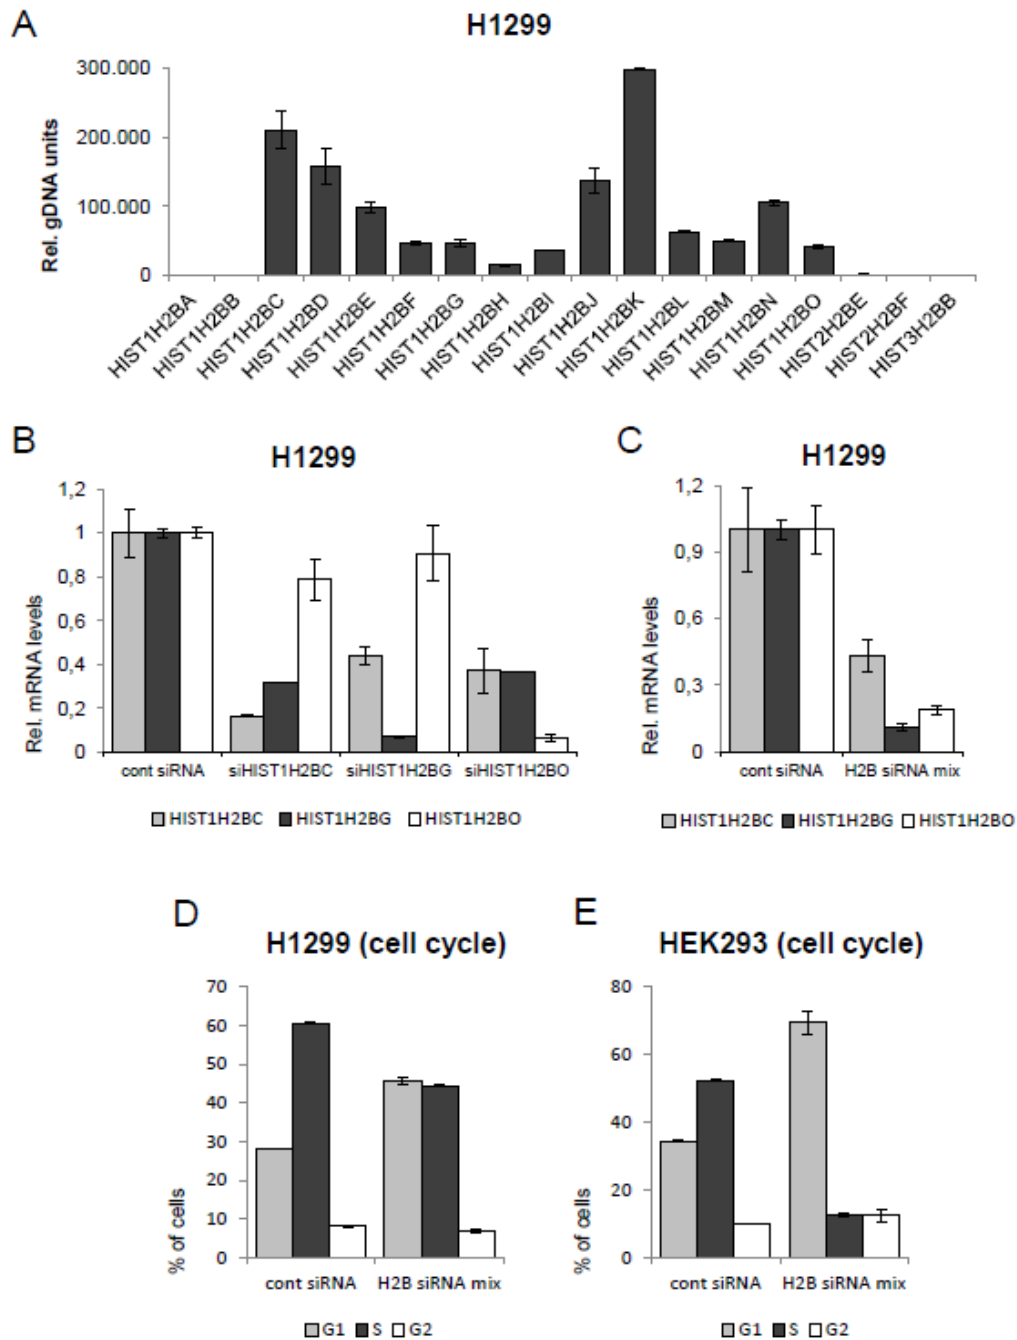 A
H1299
Rel. gDNA units
300.000
200.000
100.000
0
HIST1H2BA
HIST1H2BB
HIST1H2BC
HIST1H2BD
HIST1H2BE
HIST1H2BF
HIST1H2BG
HIST1H2BH
HIST1H2BI
HIST1H2BJ
HIST1H2BK
HIST1H2BL
HIST1H2BM
HIST1H2BN
HIST1H2BO
HIST2H2BE
HIST2H2BF
HIST3H2BB
B
H1299
Rel. mRNA levels
1,2
1
0,8
0,6
0,4
0,2
0
cont siRNA siHIST1H2BC siHIST1H2BG siHIST1H2BO
HIST1H2BC HIST1H2BG HIST1H2BO
C
H1299
Rel. mRNA levels
1,2
0,9
0,6
0,3
0
cont siRNA H2B siRNA mix
HIST1H2BC HIST1H2BG HIST1H2BO
D
H1299 (cell cycle)
% of cells
70
60
50
40
30
20
10
0
cont siRNA H2B siRNA mix
G1 S G2
E
HEK293 (cell cycle)
% of cells
80
60
40
20
0
cont siRNA H2B siRNA mix
G1 S G2